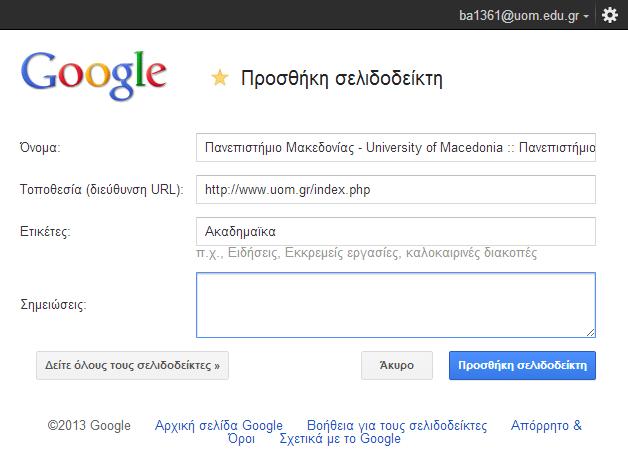 ba1361@uom.edu.gr
Google
Προσθήκη σελιδοδείκτη
Όνομα: Πανεπιστήμιο Μακεδονίας - University of Macedonia :: Πανεπιστήμιο
Τοποθεσία (διεύθυνση URL): http://www.uom.gr/index.php
Ετικέτες: Ακαδημαϊκα
π.χ., Ειδήσεις, Εκκρεμείς εργασίες, καλοκαιρινές διακοπές
Σημειώσεις:
Δείτε όλους τους σελιδοδείκτες » Άκυρο Προσθήκη σελιδοδείκτη
©2013 Google Αρχική σελίδα Google Βοήθεια για τους σελιδοδείκτες Απόρρητο &
Όροι Σχετικά με το Google